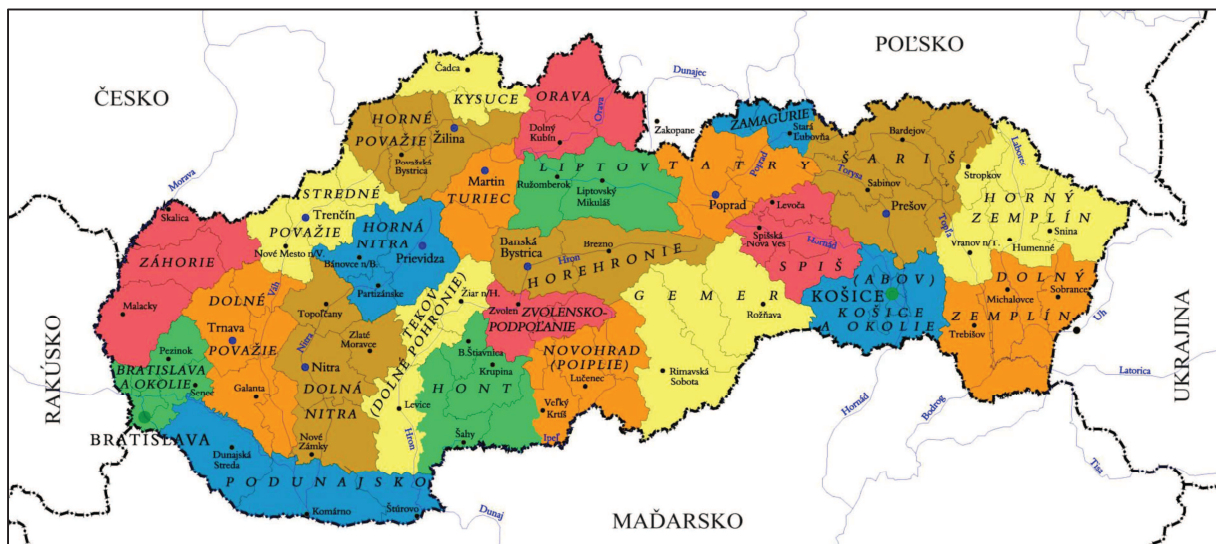 POĽSKO
ČESKO
Čadca
KYSUCE
ORAVA
Dunajec
Zakopane
Orava
Dolný
Kubín
HORNÉ
POVAŽIE
Žilina
Považská
Bystrica
ZAMAGURIE
Stará
Ľubovňa
Bardejov
Laborec
Stropkov
ŠARIŠ
Torysa
Sabinov
Prešov
Topľa
Morava
STREDNÉ
POVAŽIE
Trenčín
Nové Mesto n/V.
Martin
TURIEC
LIPTOV
Ružomberok
Liptovský
Mikuláš
TATRY
Poprad
Poprad
Levoča
Spišská
Nová Ves
Hornád
SPIŠ
HORNÝ
ZEMPLÍN
Snina
Humenné
Vranov n/T.
Skalica
ZÁHORIE
Malacky
HORNÁ
NITRA
Prievidza
Bánovce n/B.
Partizánske
Banská
Bystrica
Brezno
Hron
HOREHRONIE
DOLNÉ
POVAŽIE
Váh
Trnava
Galanta
Topoľčany
Zlaté
Moravce
Nitra
Nitra
DOLNÁ
NITRA
Nové
Zámky
TEKOV
(DOLNÉ POHRONIE)
Žiar n/H.
Levice
Hron
Zvolen
ZVOLENSKO-
PODPOĽANIE
GEMER
Rožňava
Rimavská
Sobota
(ABOV)
KOŠICE
KOŠICE
A OKOLIE
DOLNÝ
ZEMPLÍN
Michalovce
Sobrance
Trebišov
Uh
UKRAJINA
Latorica
RAKÚSKO
Pezinok
BRATISLAVA
A OKOLIE
Senec
BRATISLAVA
B.Štiavnica
Krupina
HONT
Šahy
NOVOHRAD
(POIPLIE)
Lučenec
Veľký
Krtíš
Ipeľ
Hornád
Bodrog
Tisa
Dunajská
Streda
PODUNAJSKO
Komárno
Štúrovo
Dunaj
MAĎARSKO